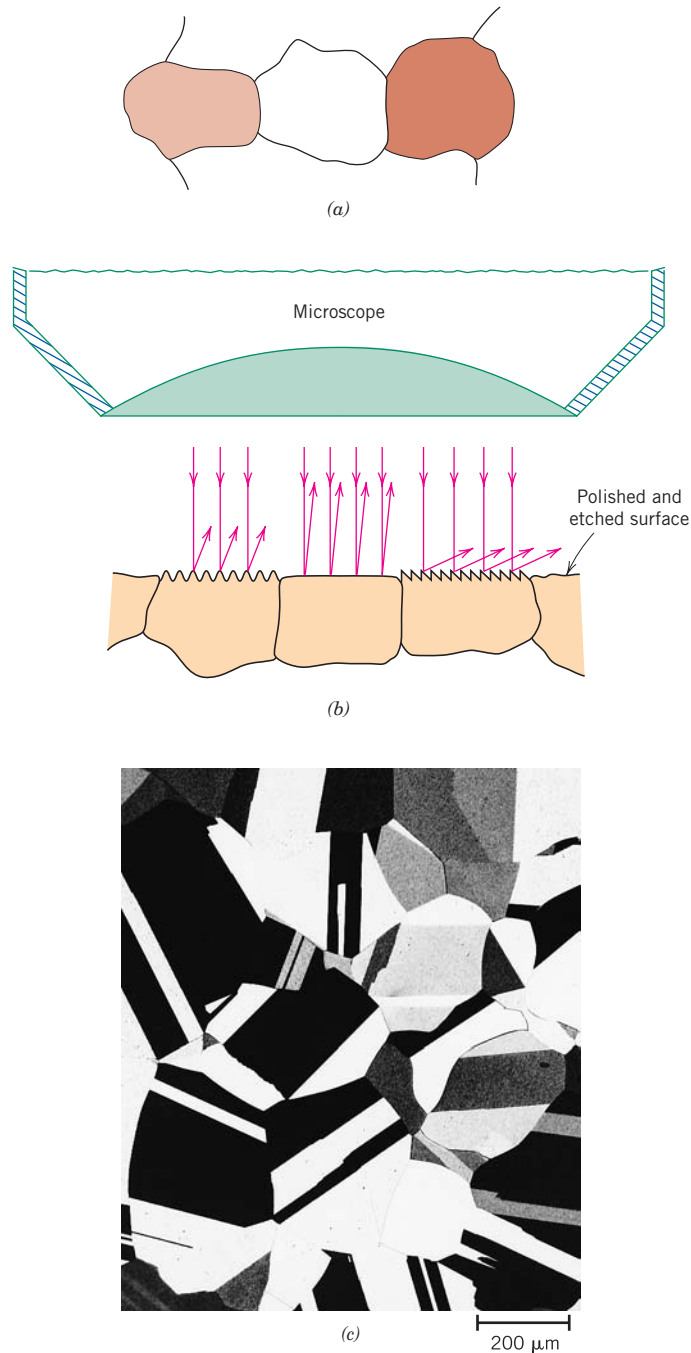 (a)
Microscope
Polished and
etched surface
(b)
(c)
200 μm